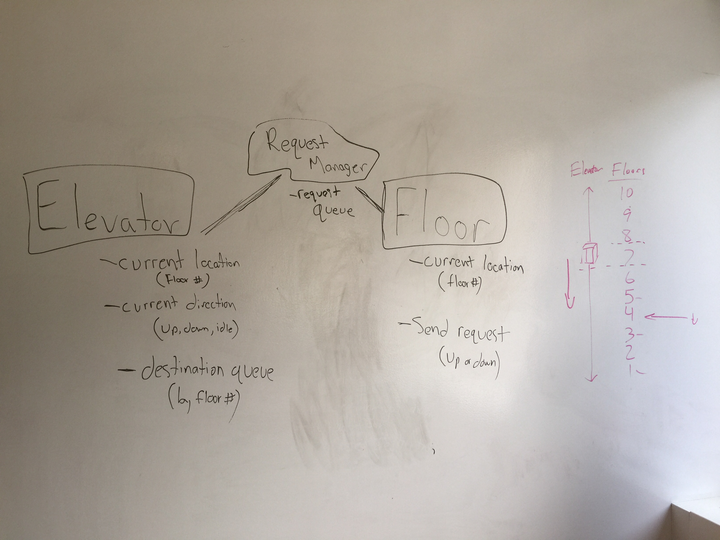 Request
Manager
-request
queue
Elevator
-current location
(Floor #)
-current direction
(Up, down, idle)
-destination queue
(by floor #)
Floor
-current location
(floor #)
-Send request
(Up or down)
Elevator Floors
10
9
8
7
6
5-
4
3-
2
1-